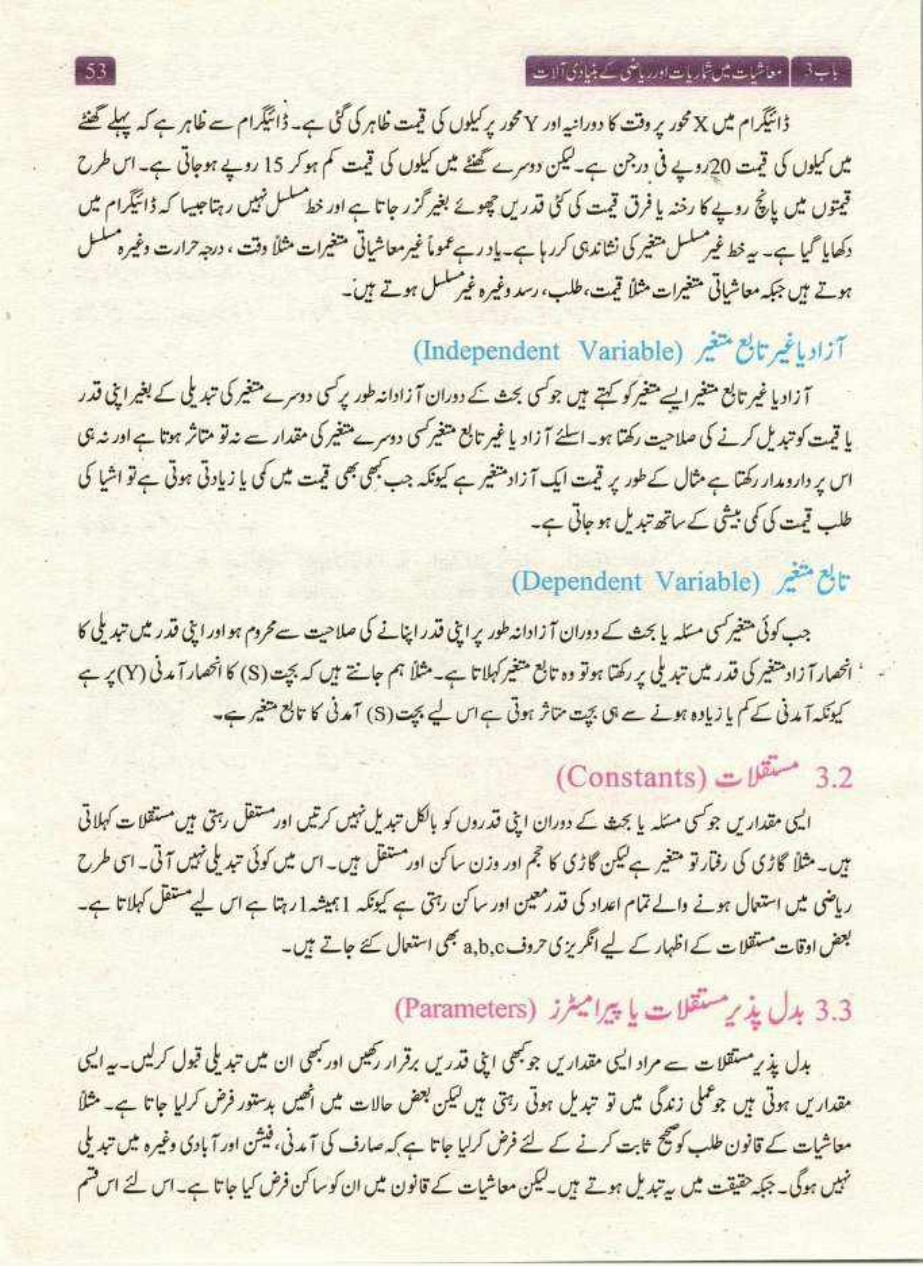 باب 3 معاشیات میں شماریات اور ریاضی کے بنیادی آلات 53
ڈائیگرام میں X محور پر وقت کا دورانیہ اور Y محور پر کیلوں کی قیمت ظاہر کی گئی ہے۔ ڈائیگرام سے ظاہر ہے کہ پہلے گھنٹے
میں کیلوں کی قیمت 20 روپے فی درجن ہے۔ لیکن دوسرے گھنٹے میں کیلوں کی قیمت کم ہو کر 15 روپے ہو جاتی ہے۔ اس طرح
قیمتوں میں پانچ روپے کا رخنہ یا فرق قیمت کی کئی قدریں چھوئے بغیر گزر جاتا ہے اور خط مسلسل نہیں رہتا جیسا کہ ڈائیگرام میں
دکھایا گیا ہے۔ یہ خط غیر مسلسل متغیر کی نشاندہی کر رہا ہے۔ یاد رہے عموماً غیر معاشیاتی متغیرات مثلاً وقت، درجہ حرارت وغیرہ مسلسل
ہوتے ہیں جبکہ معاشیاتی متغیرات مثلاً قیمت، طلب، رسد وغیرہ غیر مسلسل ہوتے ہیں۔
آزاد یا غیر تابع متغیر (Independent Variable)
آزاد یا غیر تابع متغیر ایسے متغیر کو کہتے ہیں جو کسی بحث کے دوران آزادانہ طور پر کسی دوسرے متغیر کی تبدیلی کے بغیر اپنی قدر
یا قیمت کو تبدیل کرنے کی صلاحیت رکھتا ہو۔ اسلئے آزاد یا غیر تابع متغیر کسی دوسرے متغیر کی مقدار سے نہ تو متاثر ہوتا ہے اور نہ ہی
اس پر دارومدار رکھتا ہے مثال کے طور پر قیمت ایک آزاد متغیر ہے کیونکہ جب کبھی بھی قیمت میں کمی یا زیادتی ہوتی ہے تو اشیا کی
طلب قیمت کی کمی بیشی کے ساتھ تبدیل ہو جاتی ہے۔
تابع متغیر (Dependent Variable)
جب کوئی متغیر کسی مسئلہ یا بحث کے دوران آزادانہ طور پر اپنی قدر اپنانے کی صلاحیت سے محروم ہو اور اپنی قدر میں تبدیلی کا
انحصار آزاد متغیر کی قدر میں تبدیلی پر رکھتا ہو تو وہ تابع متغیر کہلاتا ہے۔ مثلاً ہم جانتے ہیں کہ بچت (S) کا انحصار آمدنی (Y) پر ہے
کیونکہ آمدنی کے کم یا زیادہ ہونے سے ہی بچت متاثر ہوتی ہے اس لیے بچت (S) آمدنی کا تابع متغیر ہے۔
3.2 مستقلات (Constants)
ایسی مقداریں جو کسی مسئلہ یا بحث کے دوران اپنی قدروں کو بالکل تبدیل نہیں کرتیں اور مستقل رہتی ہیں مستقلات کہلاتی
ہیں۔ مثلاً گاڑی کی رفتار تو متغیر ہے لیکن گاڑی کا حجم اور وزن ساکن اور مستقل ہیں۔ اس میں کوئی تبدیلی نہیں آتی۔ اسی طرح
ریاضی میں استعمال ہونے والے تمام اعداد کی قدر معین اور ساکن رہتی ہے کیونکہ 1 ہمیشہ 1 رہتا ہے اس لیے مستقل کہلاتا ہے۔
بعض اوقات مستقلات کے اظہار کے لیے انگریزی حروف a,b,c بھی استعمال کئے جاتے ہیں۔
3.3 بدل پذیر مستقلات یا پیرامیٹرز (Parameters)
بدل پذیر مستقلات سے مراد ایسی مقداریں جو کبھی اپنی قدریں برقرار رکھیں اور کبھی ان میں تبدیلی قبول کر لیں۔ یہ ایسی
مقداریں ہوتی ہیں جو عملی زندگی میں تو تبدیل ہوتی رہتی ہیں لیکن بعض حالات میں انھیں بدستور فرض کر لیا جاتا ہے۔ مثلاً
معاشیات کے قانون طلب کو صحیح ثابت کرنے کے لئے فرض کر لیا جاتا ہے کہ صارف کی آمدنی، فیشن اور آبادی وغیرہ میں تبدیلی
نہیں ہوگی۔ جبکہ حقیقت میں یہ تبدیل ہوتے ہیں۔ لیکن معاشیات کے قانون میں ان کو ساکن فرض کیا جاتا ہے۔ اس لئے اس قسم